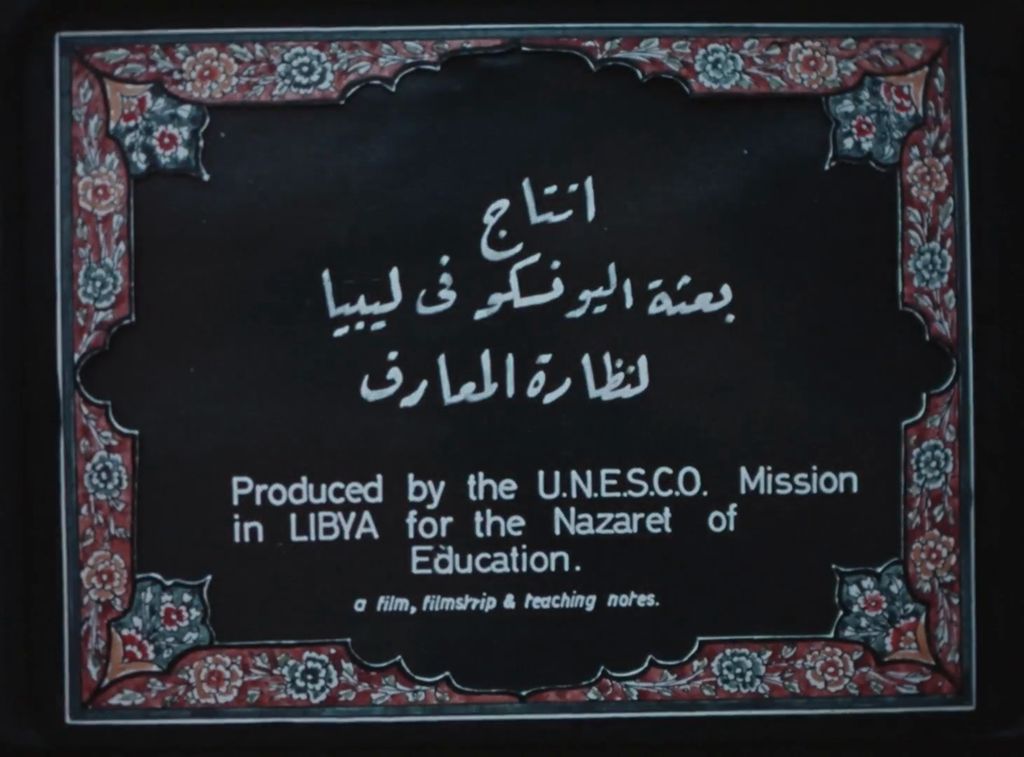 انتاج
بعثة اليونسكو فى ليبيا
لنظارة المعارف
Produced by the U.N.E.S.C.O. Mission
in LIBYA for the Nazaret of
Education.
a film, filmstrip & teaching notes.